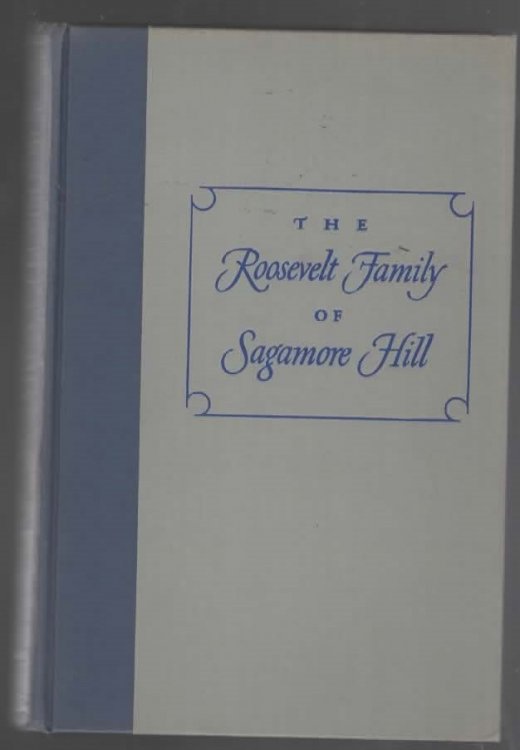 THE
Roosevelt Family
OF
Sagamore Hill